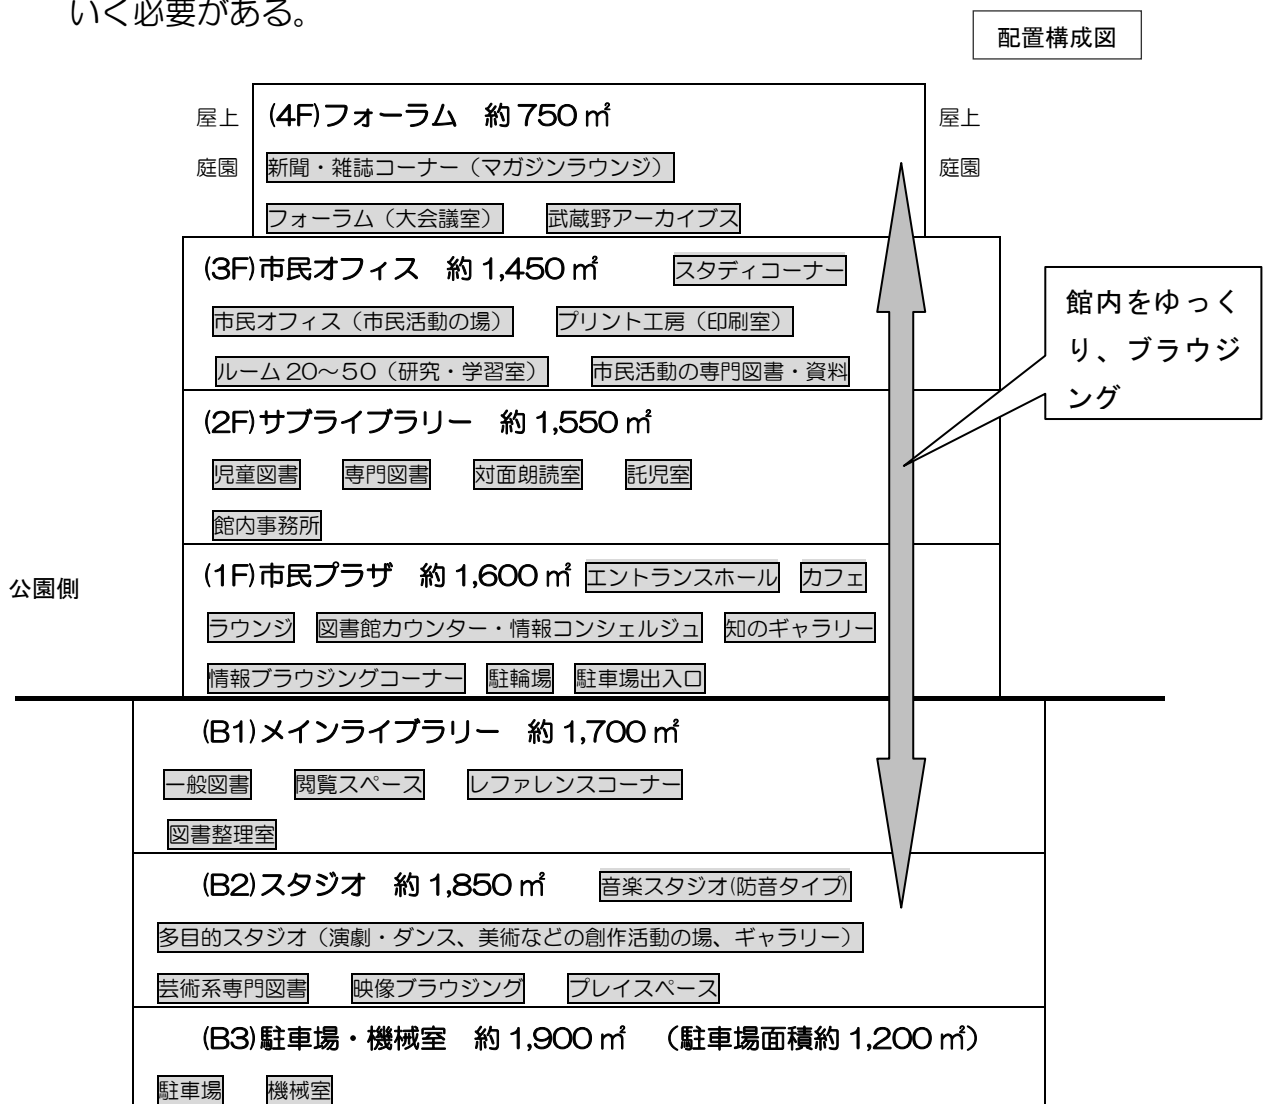 いく必要がある。
配置構成図
屋上 (4F)フォーラム 約750㎡ 屋上
庭園 新聞・雑誌コーナー（マガジンラウンジ） 庭園
フォーラム（大会議室） 武蔵野アーカイブス
(3F)市民オフィス 約1,450㎡ スタディコーナー
市民オフィス（市民活動の場） プリント工房（印刷室）
ルーム20～50（研究・学習室） 市民活動の専門図書・資料
館内をゆっく
り、ブラウジ
ング
(2F)サブライブラリー 約1,550㎡
児童図書 専門図書 対面朗読室 託児室
館内事務所
公園側
(1F)市民プラザ 約1,600㎡ エントランスホール カフェ
ラウンジ 図書館カウンター・情報コンシェルジュ 知のギャラリー
情報ブラウジングコーナー 駐輪場 駐車場出入口
(B1)メインライブラリー 約1,700㎡
一般図書 閲覧スペース レファレンスコーナー
図書整理室
(B2)スタジオ 約1,850㎡ 音楽スタジオ(防音タイプ)
多目的スタジオ（演劇・ダンス、美術などの創作活動の場、ギャラリー）
芸術系専門図書 映像ブラウジング プレイスペース
(B3)駐車場・機械室 約1,900㎡ （駐車場面積約1,200㎡）
駐車場 機械室